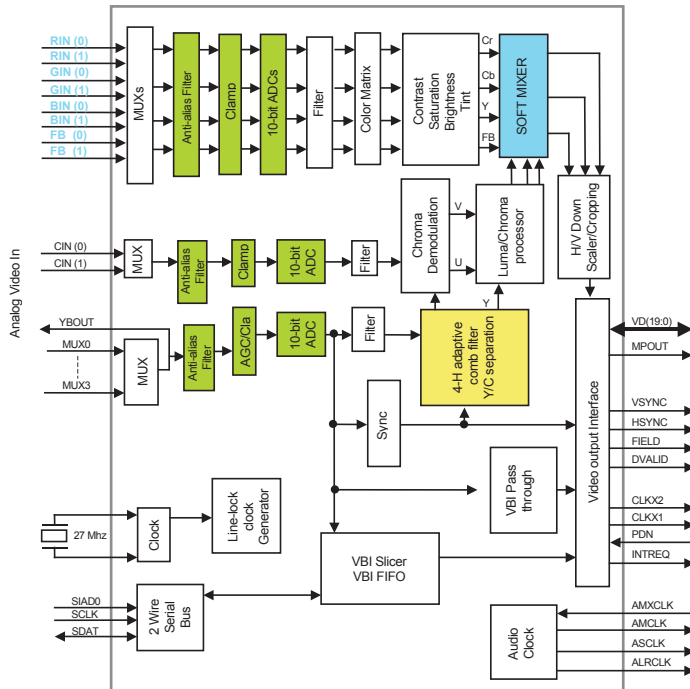 RIN (0)
RIN (1)
GIN (0)
GIN (1)
BIN (0)
BIN (1)
FB (0)
FB (1)
MUXs
Anti-alias Filter
Clamp
10-bit ADCs
Filter
Color Matrix
Contrast
Saturation
Brightness
Tint
Cr
Cb
Y
FB
SOFT MIXER
Analog Video In
CIN (0)
CIN (1)
MUX
Anti-alias
Filter
Clamp
10-bit
ADC
Filter
Chroma
Demodulation
V
U
Luma/Chroma
processor
H/V Down
Scaler/Cropping
YBOUT
MUX0
MUX3
MUX
Anti-alias
Filter
AGC/Cla
10-bit
ADC
Filter
Y
4-H adaptive
comb filter
Y/C separation
Sync
VBI Pass
through
Video output Interface
VD(19:0)
MPOUT
VSYNC
HSYNC
FIELD
DVALID
CLKX2
CLKX1
PDN
INTREQ
27 Mhz
Clock
Line-lock
clock
Generator
VBI Slicer
VBI FIFO
SIAD0
SCLK
SDAT
2 Wire
Serial
Bus
Audio
Clock
AMXCLK
AMCLK
ASCLK
ALRCLK